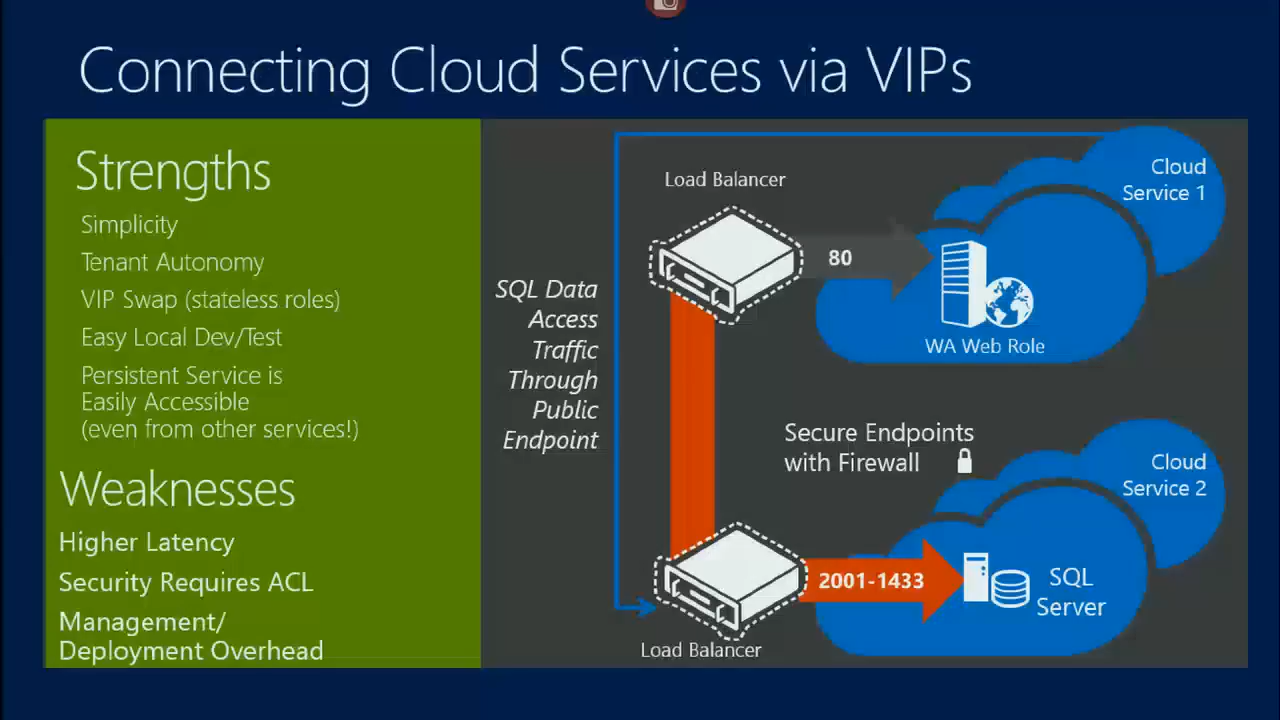 Connecting Cloud Services via VIPs
Strengths
Simplicity
Tenant Autonomy
VIP Swap (stateless roles)
Easy Local Dev/Test
Persistent Service is
Easily Accessible
(even from other services!)
Weaknesses
Higher Latency
Security Requires ACL
Management/
Deployment Overhead
SQL Data
Access
Traffic
Through
Public
Endpoint
Load Balancer
80
Cloud
Service 1
WA Web Role
Secure Endpoints
with Firewall
Cloud
Service 2
2001-1433
SQL
Server
Load Balancer